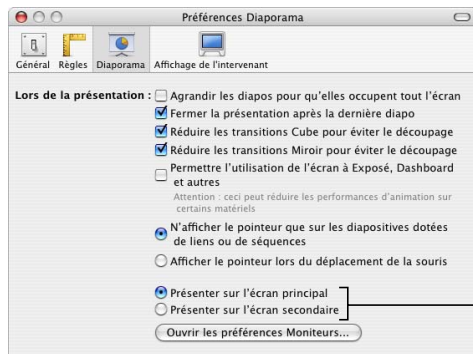 Préférences Diaporama
Général Règles Diaporama Affichage de l'intervenant
Lors de la présentation : Agrandir les diapos pour qu'elles occupent tout l'écran
Fermer la présentation après la dernière diapo
Réduire les transitions Cube pour éviter le découpage
Réduire les transitions Miroir pour éviter le découpage
Permettre l'utilisation de l'écran à Exposé, Dashboard
et autres
Attention : ceci peut réduire les performances d'animation sur
certains matériels
N'afficher le pointeur que sur les diapositives dotées
de liens ou de séquences
Afficher le pointeur lors du déplacement de la souris
Présenter sur l'écran principal
Présenter sur l'écran secondaire
Ouvrir les préférences Moniteurs...